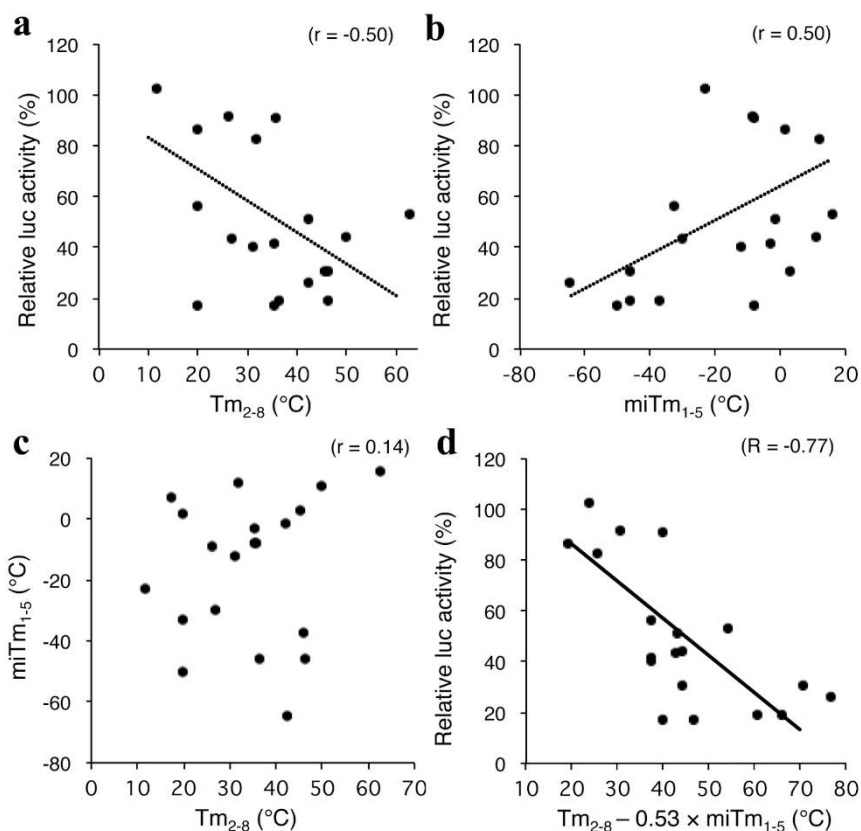 a
(r = -0.50)
Relative luc activity (%)
120
100
80
60
40
20
0
0 10 20 30 40 50 60
Tm2-8 (°C)
b
(r = 0.50)
Relative luc activity (%)
120
100
80
60
40
20
0
-80 -60 -40 -20 0 20
miTm1-5 (°C)
c
(r = 0.14)
miTm1-5 (°C)
20
0
-20
-40
-60
-80
0 10 20 30 40 50 60 70
Tm2-8 (°C)
d
(R = -0.77)
Relative luc activity (%)
120
100
80
60
40
20
0
10 20 30 40 50 60 70 80
Tm2-8 – 0.53 × miTm1-5 (°C)